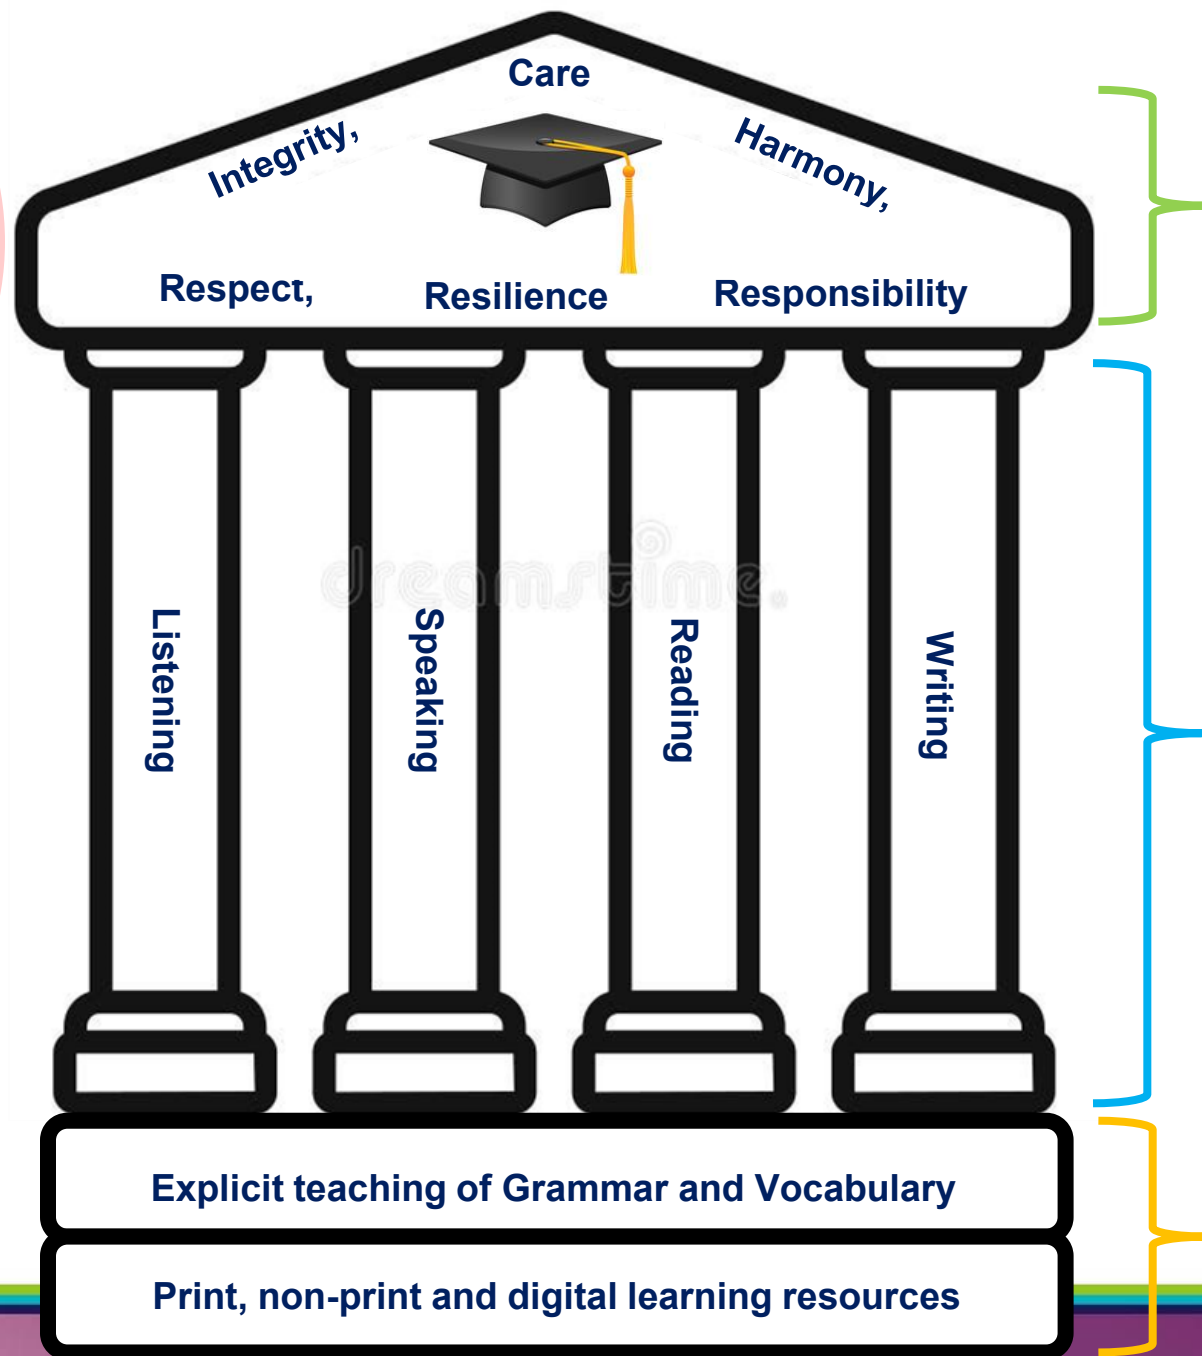 Care
Integrity,
Harmony,
Respect,
Resilience
Responsibility
dreamstime.
Listening
Speaking
Reading
Writing
Explicit teaching of Grammar and Vocabulary
Print, non-print and digital learning resources